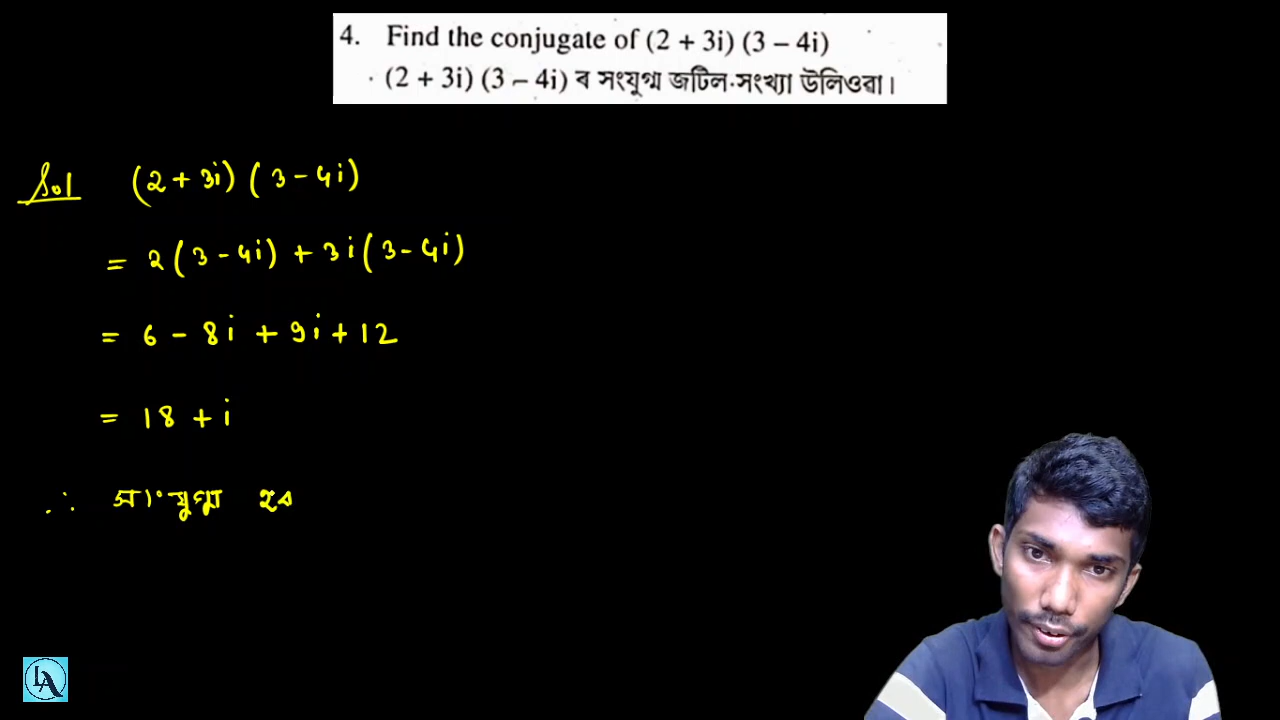 4. Find the conjugate of (2 + 3i) (3 – 4i)
(2 + 3i) (3 – 4i) ৰ সংযুগ্ম জটিল সংখ্যা উলিওৱা।
Sol (2 + 3i) (3 - 4i)
= 2 (3 - 4i) + 3i (3 - 4i)
= 6 - 8i + 9i + 12
= 18 + i
∴ সংযুগ্ম হব
LA